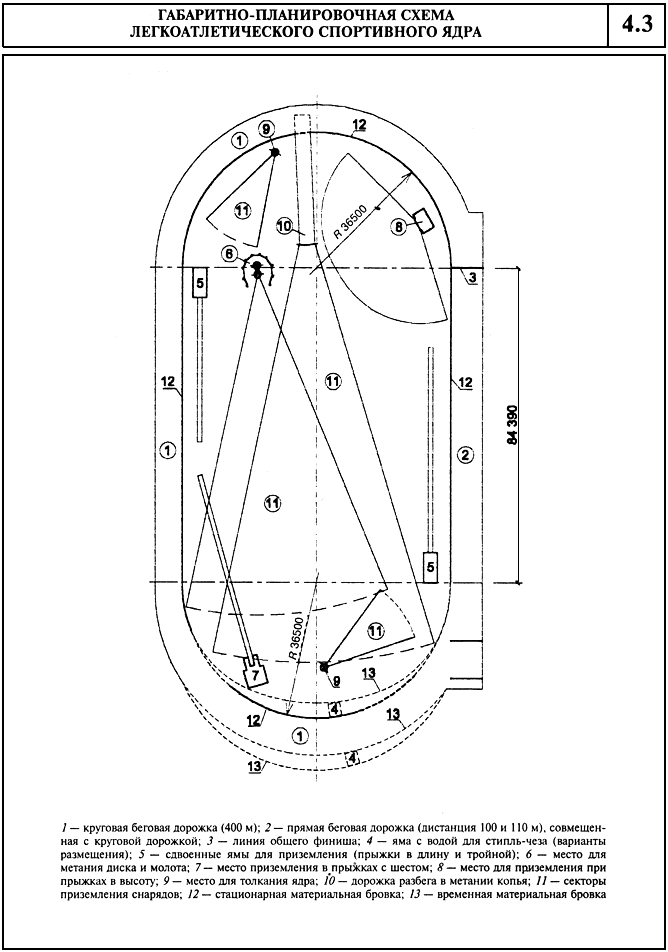 ГАБАРИТНО-ПЛАНИРОВОЧНАЯ СХЕМА
ЛЕГКОАТЛЕТИЧЕСКОГО СПОРТИВНОГО ЯДРА
4.3
9
12
1
11
10
R 36500
8
6
5
3
12
11
12
84 390
1
2
11
5
R 36500
11
7
9
13
4
12
13
1
13
4
1 — круговая беговая дорожка (400 м); 2 — прямая беговая дорожка (дистанция 100 и 110 м), совмещен-
ная с круговой дорожкой; 3 — линия общего финиша; 4 — яма с водой для стипль-чеза (варианты
размещения); 5 — сдвоенные ямы для приземления (прыжки в длину и тройной); 6 — место для
метания диска и молота; 7 — место приземления в прыжках с шестом; 8 — место для приземления при
прыжках в высоту; 9 — место для толкания ядра; 10 — дорожка разбега в метании копья; 11 — секторы
приземления снарядов; 12 — стационарная материальная бровка; 13 — временная материальная бровка